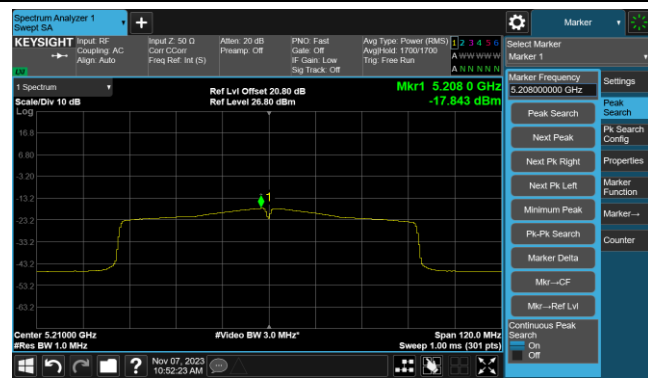 Spectrum Analyzer 1
Swept SA
Marker
KEYSIGHT Input: RF Input Z: 50 Ω Atten: 20 dB PNO: Fast Avg Type: Power (RMS) 1 2 3 4 5 6
Coupling: AC Corr CCorr Preamp: Off Gate: Off Avg|Hold: 1700/1700 A W W W W W
Align: Auto Freq Ref: Int (S) IF Gain: Low Trig: Free Run
Sig Track: Off A N N N N N
LV
Select Marker
Marker 1
1 Spectrum
Scale/Div 10 dB
Log
Ref Lvl Offset 20.80 dB
Ref Level 26.80 dBm
Mkr1 5.208 0 GHz
-17.843 dBm
16.8
6.80
-3.20
-13.2
-23.2
-33.2
-43.2
-53.2
-63.2
1
Center 5.21000 GHz #Video BW 3.0 MHz* Span 120.0 MHz
#Res BW 1.0 MHz Sweep 1.00 ms (301 pts)
Marker Frequency
5.208000000 GHz
Peak Search
Next Peak
Next Pk Right
Next Pk Left
Minimum Peak
Pk-Pk Search
Marker Delta
Mkr→CF
Mkr→Ref Lvl
Continuous Peak
Search
On
Off
Settings
Peak
Search
Pk Search
Config
Properties
Marker
Function
Marker→
Counter
? Nov 07, 2023
10:52:23 AM